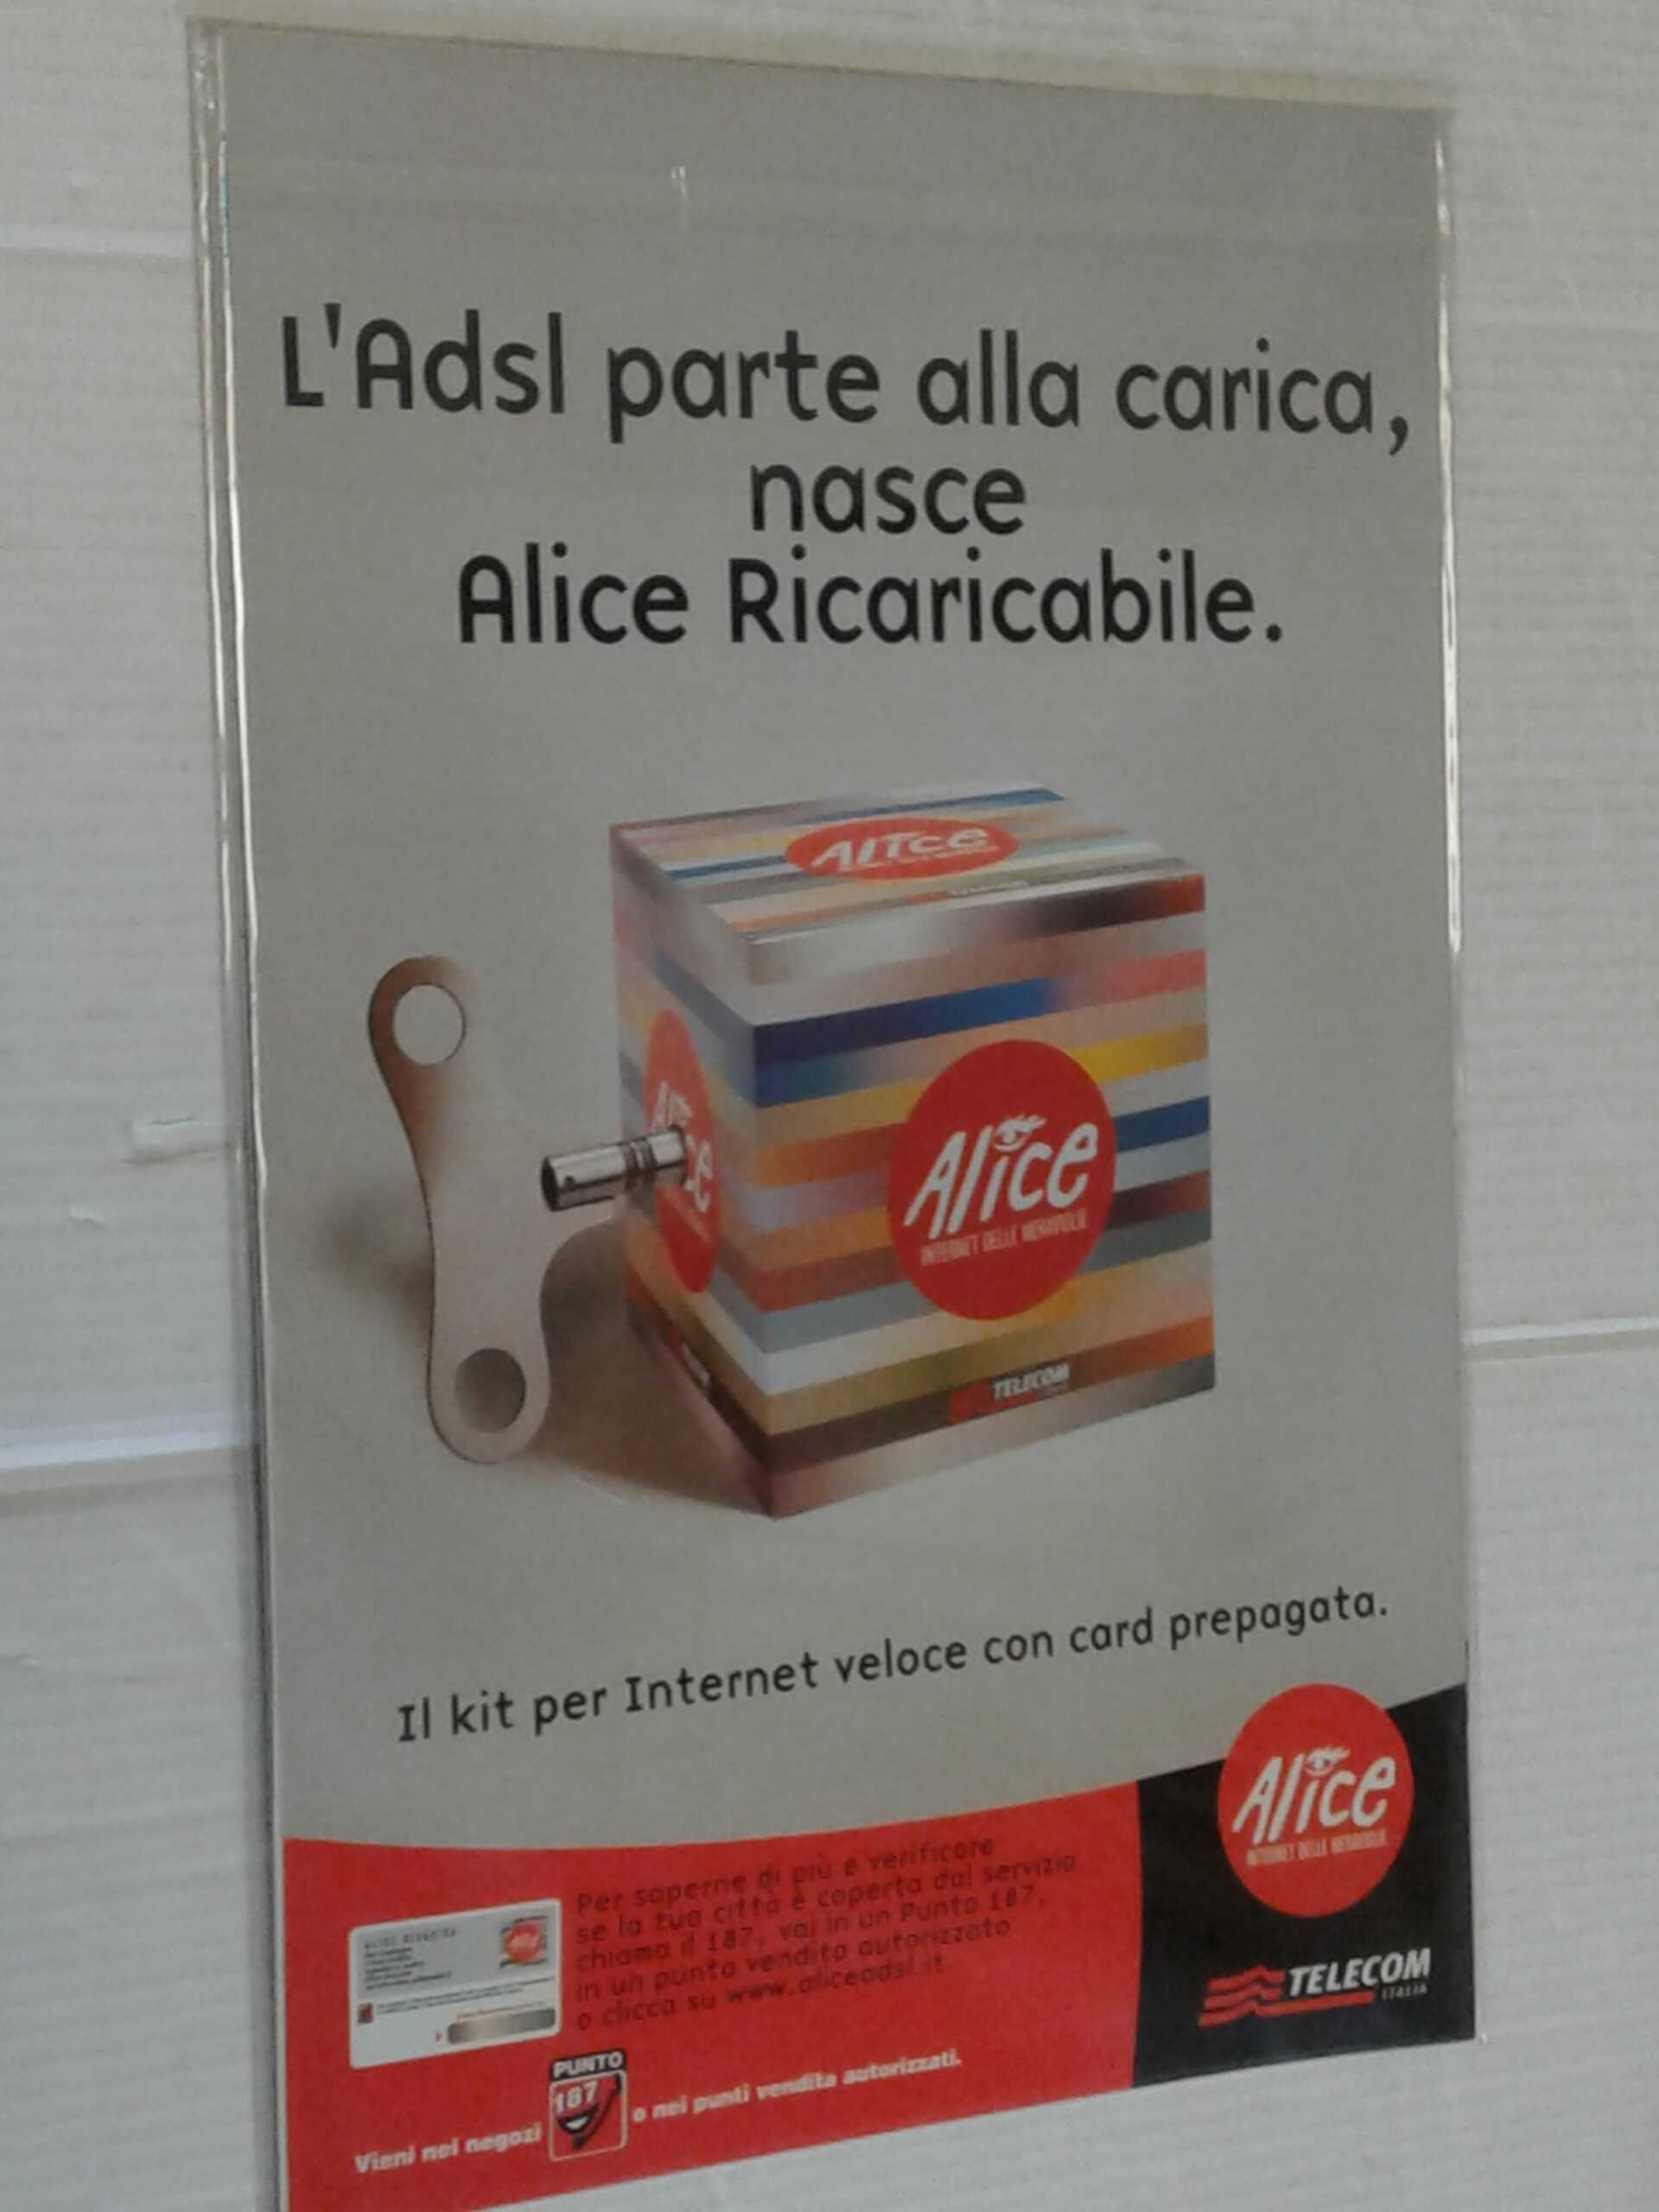 L'Adsl parte alla carica,
nasce
Alice Ricaricabile.
Alice
Alice
INTERNET DELLE MERAVIGLIE
TELECOM
Il kit per Internet veloce con card prepagata.
Alice
INTERNET DELLE MERAVIGLIE
Per saperne di più e verificare
se la tua città è coperta dal servizio
chiama il 187, vai in un Punto 187,
in un punto vendita autorizzato
o clicca su www.aliceadsl.it.
TELECOM
ITALIA
PUNTO
187
Vieni nei negozi o nei punti vendita autorizzati.